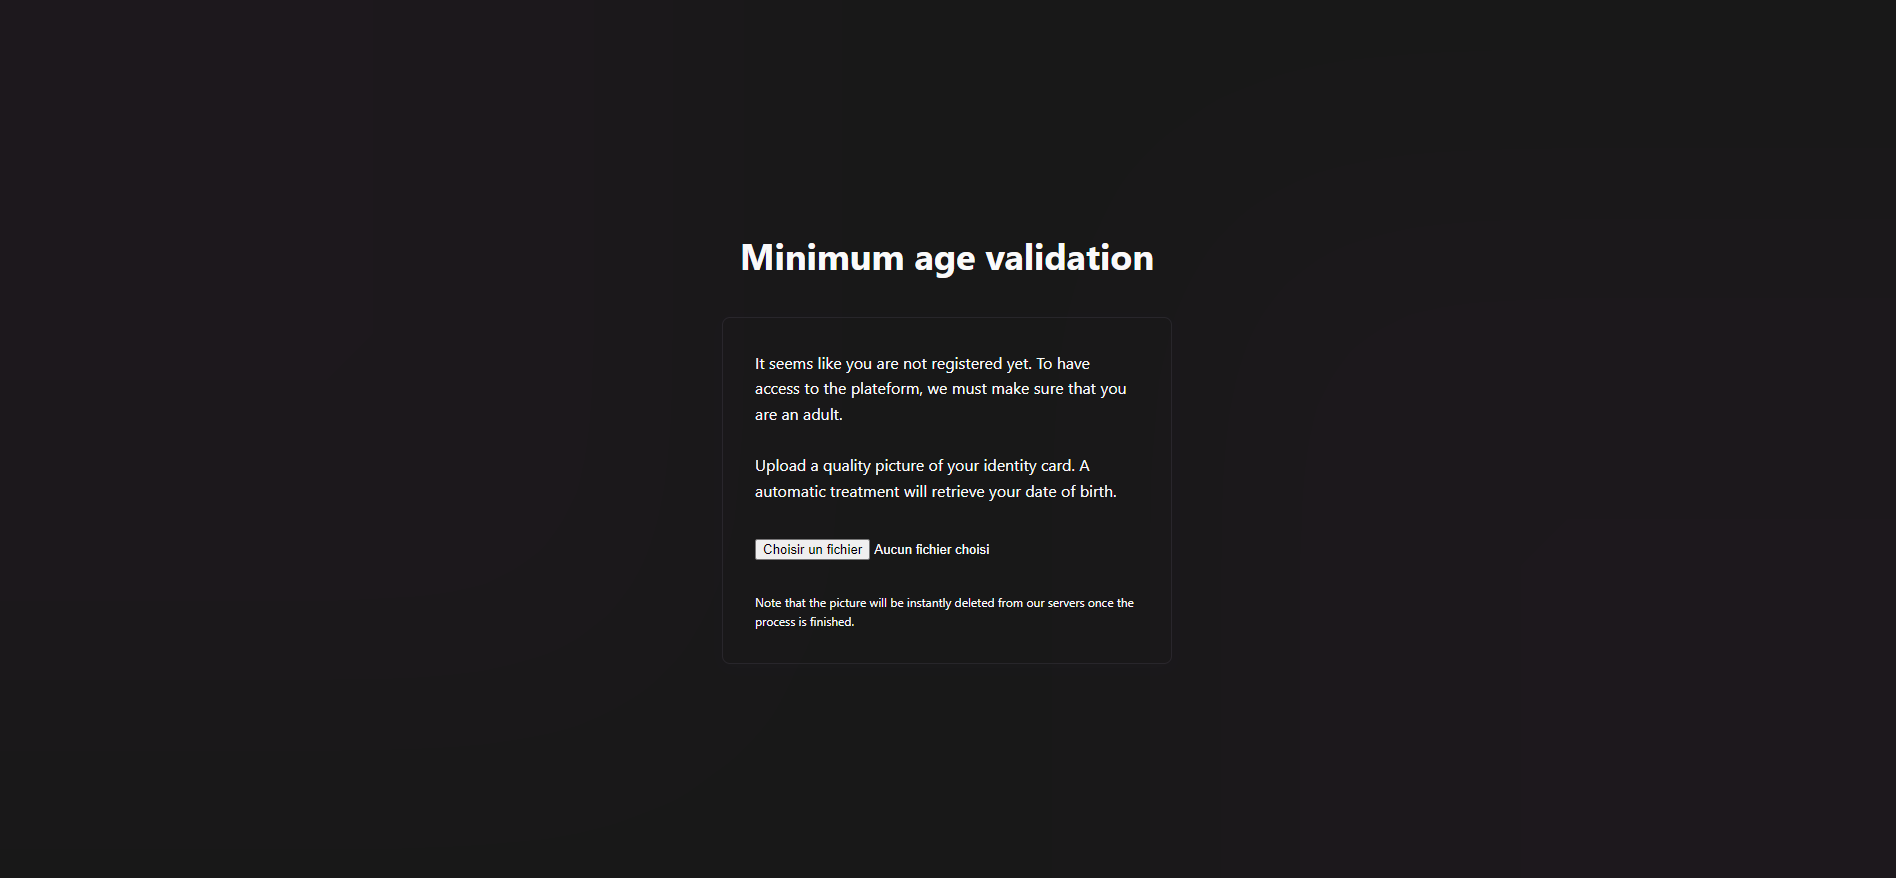 Minimum age validation
It seems like you are not registered yet. To have
access to the plateform, we must make sure that you
are an adult.
Upload a quality picture of your identity card. A
automatic treatment will retrieve your date of birth.
Choisir un fichier Aucun fichier choisi
Note that the picture will be instantly deleted from our servers once the
process is finished.